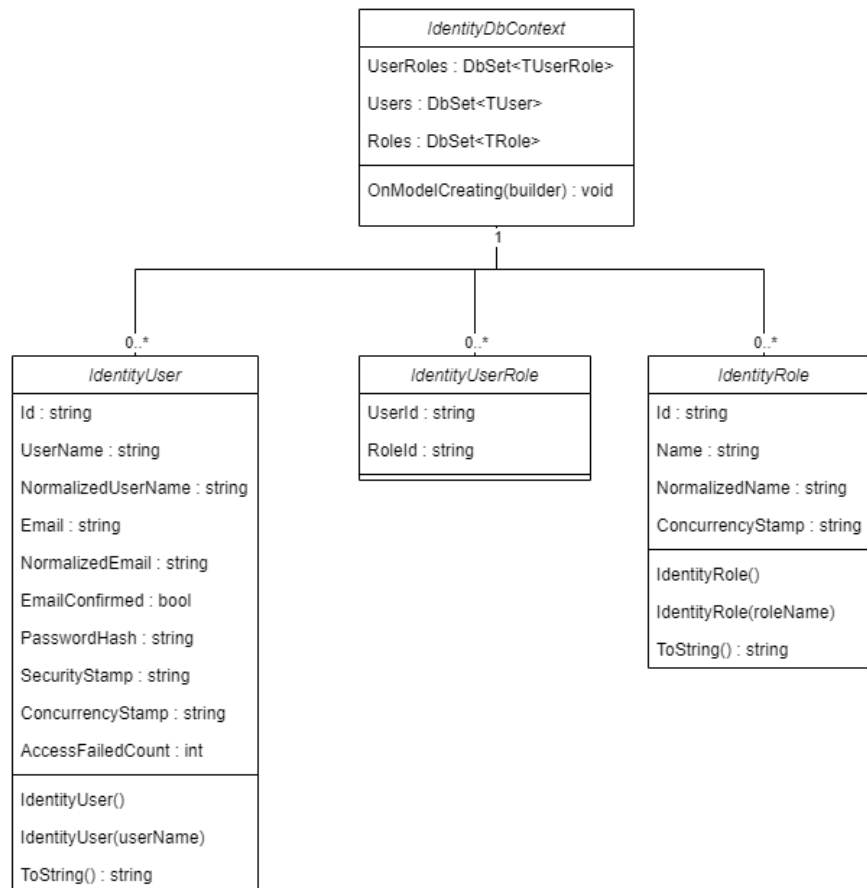 IdentityDbContext
UserRoles : DbSet<TUserRole>
Users : DbSet<TUser>
Roles : DbSet<TRole>
OnModelCreating(builder) : void
1
0..*
0..*
0..*
IdentityUser
Id : string
UserName : string
NormalizedUserName : string
Email : string
NormalizedEmail : string
EmailConfirmed : bool
PasswordHash : string
SecurityStamp : string
ConcurrencyStamp : string
AccessFailedCount : int
IdentityUser()
IdentityUser(userName)
ToString() : string
IdentityUserRole
UserId : string
RoleId : string
IdentityRole
Id : string
Name : string
NormalizedName : string
ConcurrencyStamp : string
IdentityRole()
IdentityRole(roleName)
ToString() : string